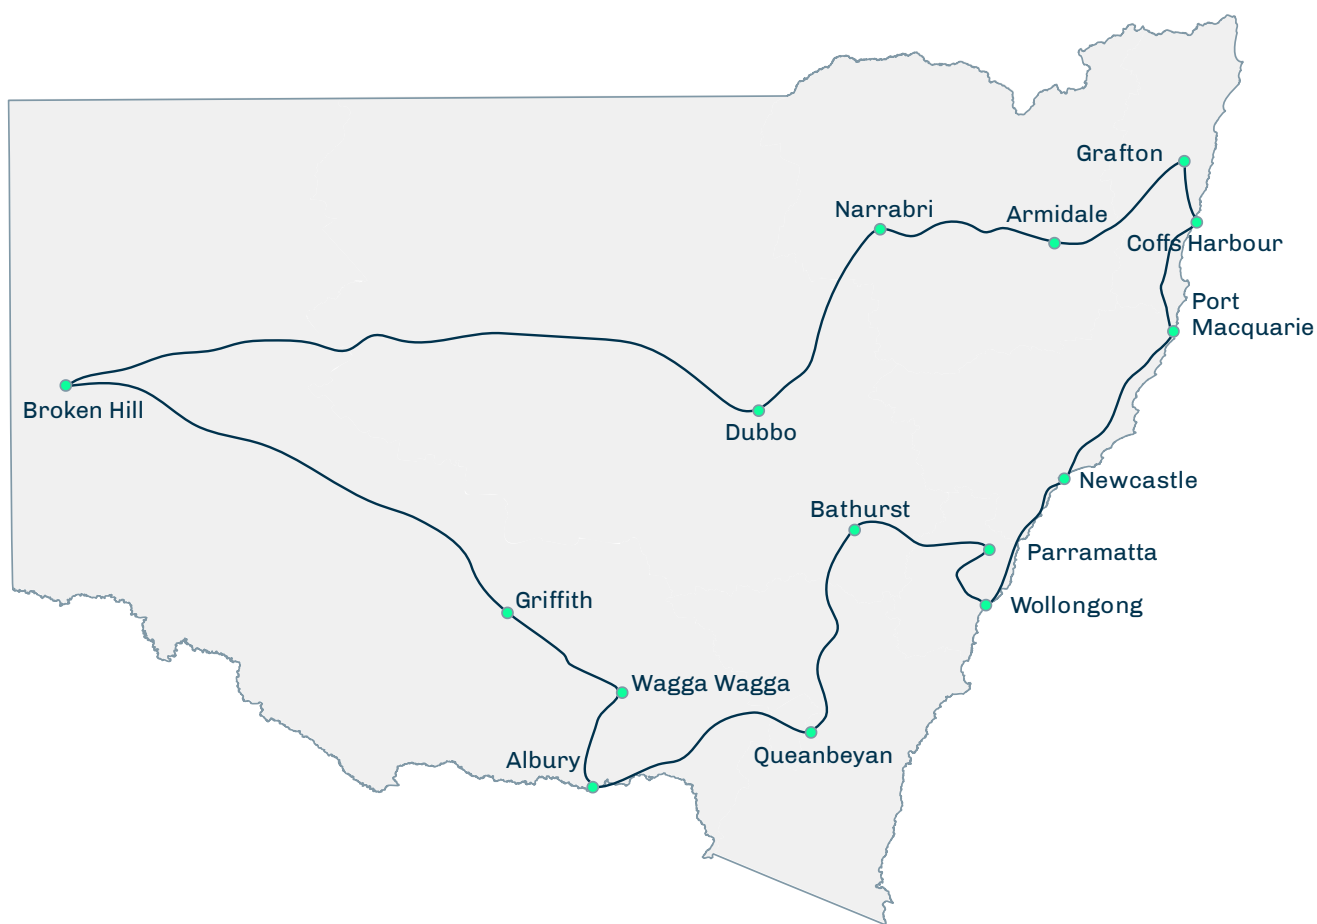 Grafton
Narrabri
Armidale
Coffs Harbour
Port
Macquarie
Broken Hill
Dubbo
Newcastle
Bathurst
Parramatta
Griffith
Wollongong
Wagga Wagga
Albury
Queanbeyan